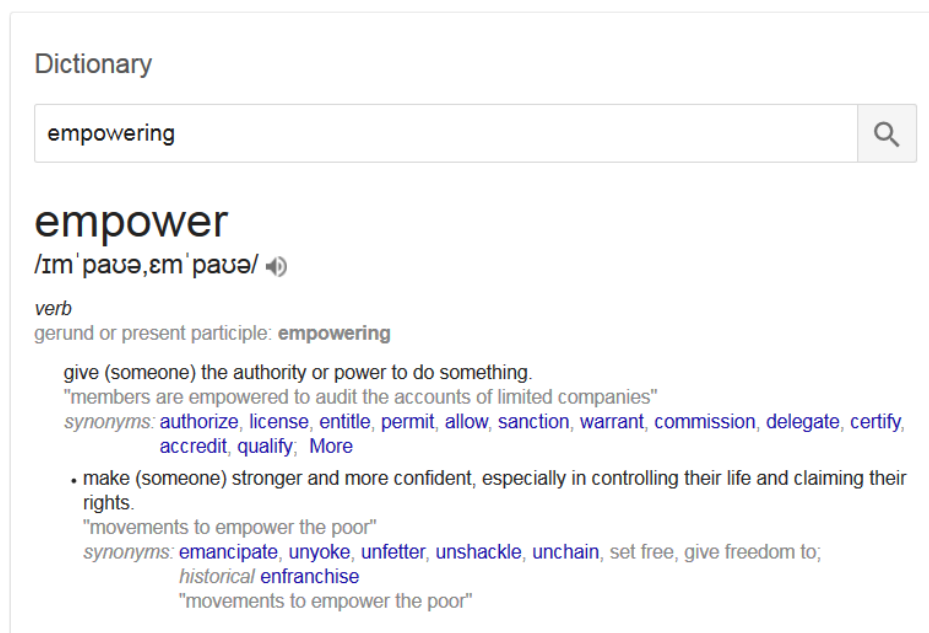 Dictionary
empowering
empower
/ɪmˈpaʊə,ɛmˈpaʊə/
verb
gerund or present participle: empowering
give (someone) the authority or power to do something.
"members are empowered to audit the accounts of limited companies"
synonyms: authorize, license, entitle, permit, allow, sanction, warrant, commission, delegate, certify,
accredit, qualify; More
• make (someone) stronger and more confident, especially in controlling their life and claiming their
rights.
"movements to empower the poor"
synonyms: emancipate, unyoke, unfetter, unshackle, unchain, set free, give freedom to;
historical enfranchise
"movements to empower the poor"